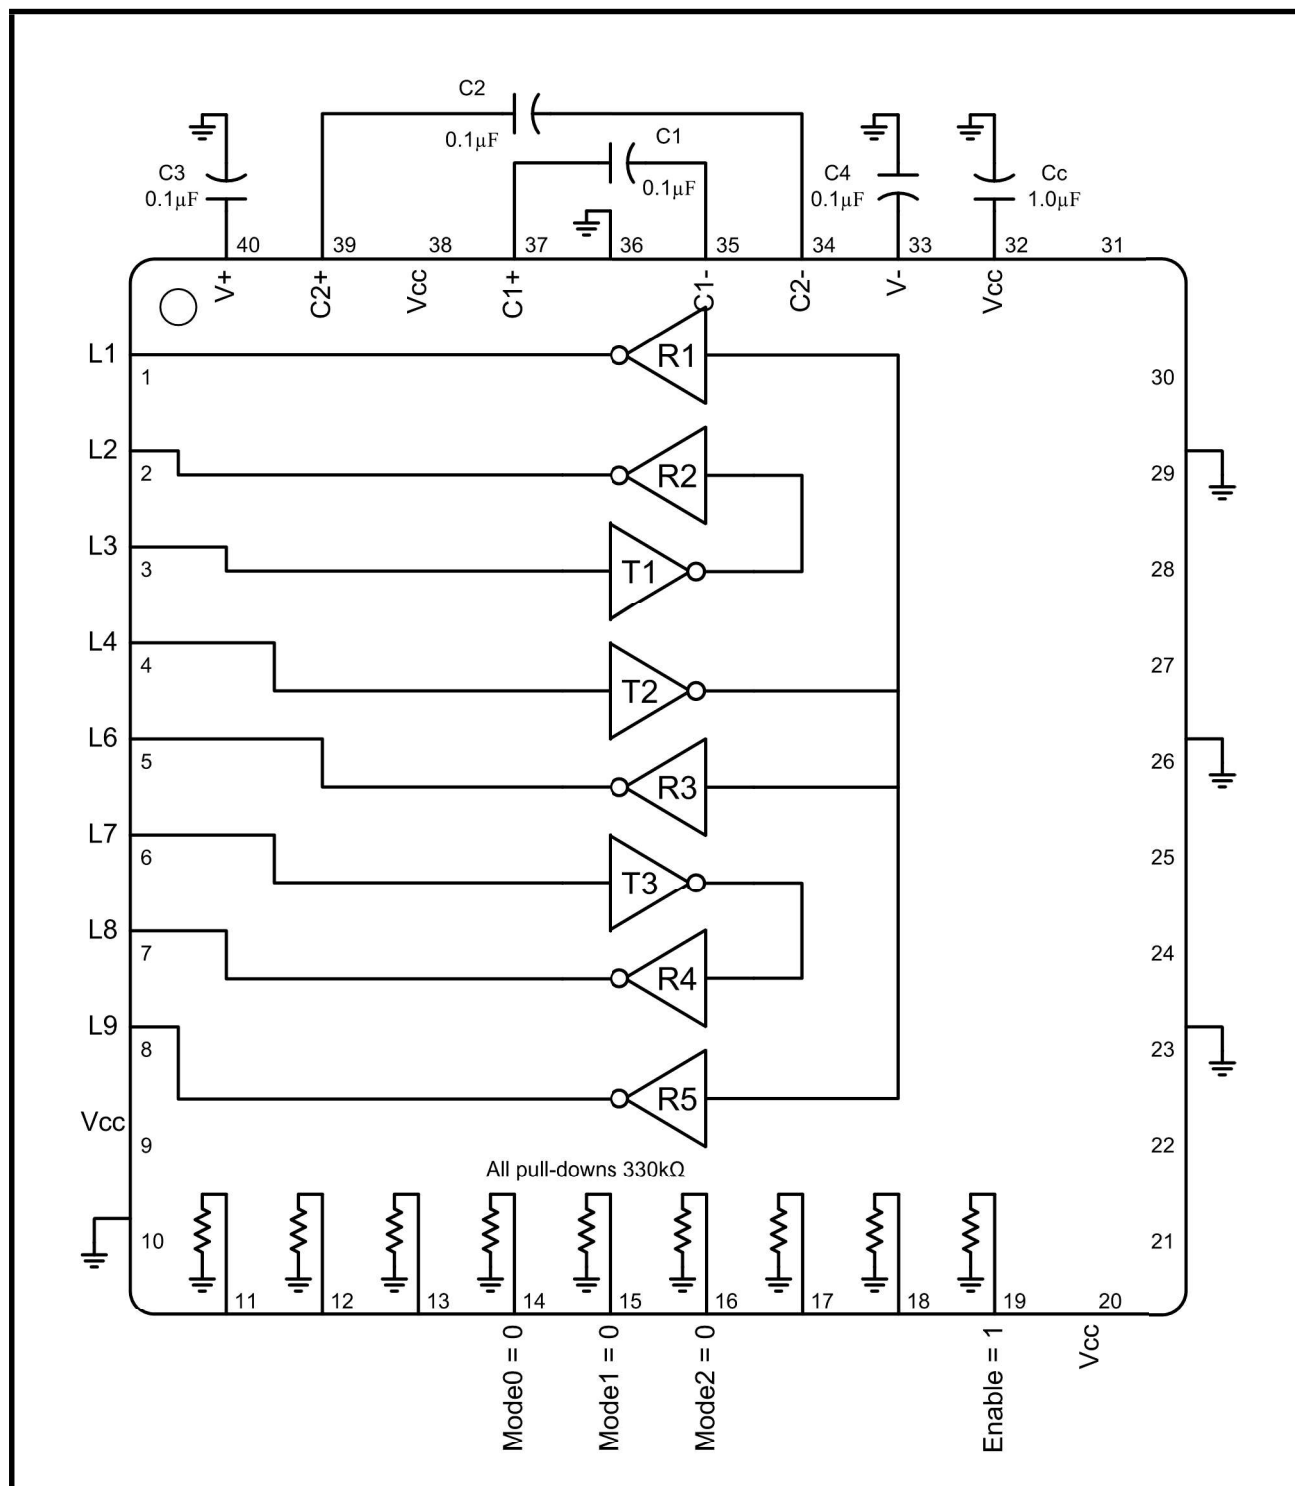 C2
0.1μF
C1
0.1μF
C3
0.1μF
C4
0.1μF
Cc
1.0μF
40 39 38 37 36 35 34 33 32 31
V+ C2+ Vcc C1+ C1- C2- V- Vcc
L1 R1
1 30
L2 R2
2 29
L3 T1
3 28
L4 T2
4 27
L6 R3
5 26
L7 T3
6 25
L8 R4
7 24
L9 R5
8 23
Vcc
9 22
All pull-downs 330kΩ
10 21
11 12 13 14 15 16 17 18 19 20
Mode0 = 0
Mode1 = 0
Mode2 = 0
Enable = 1
Vcc